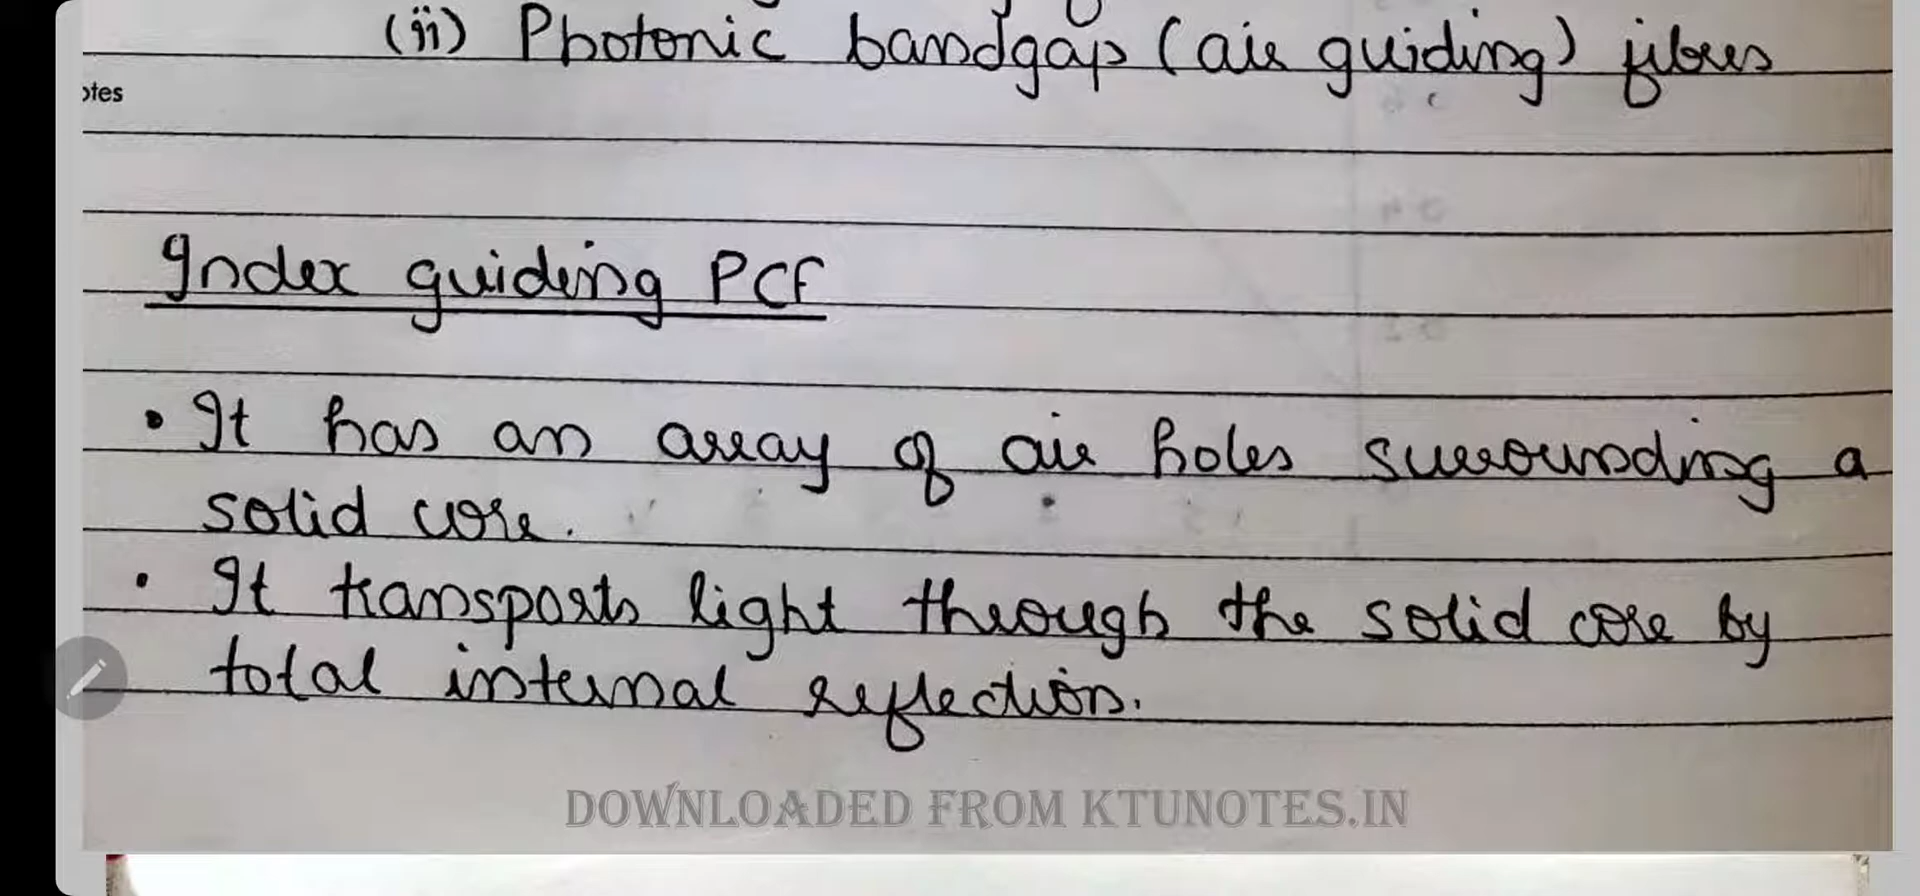 (ii) Photonic bandgap (air guiding) fibres
otes
Index guiding PCF
• It has an array of air holes surrounding a
solid core.
• It transports light through the solid core by
total internal reflection.
DOWNLOADED FROM KTUNOTES.IN